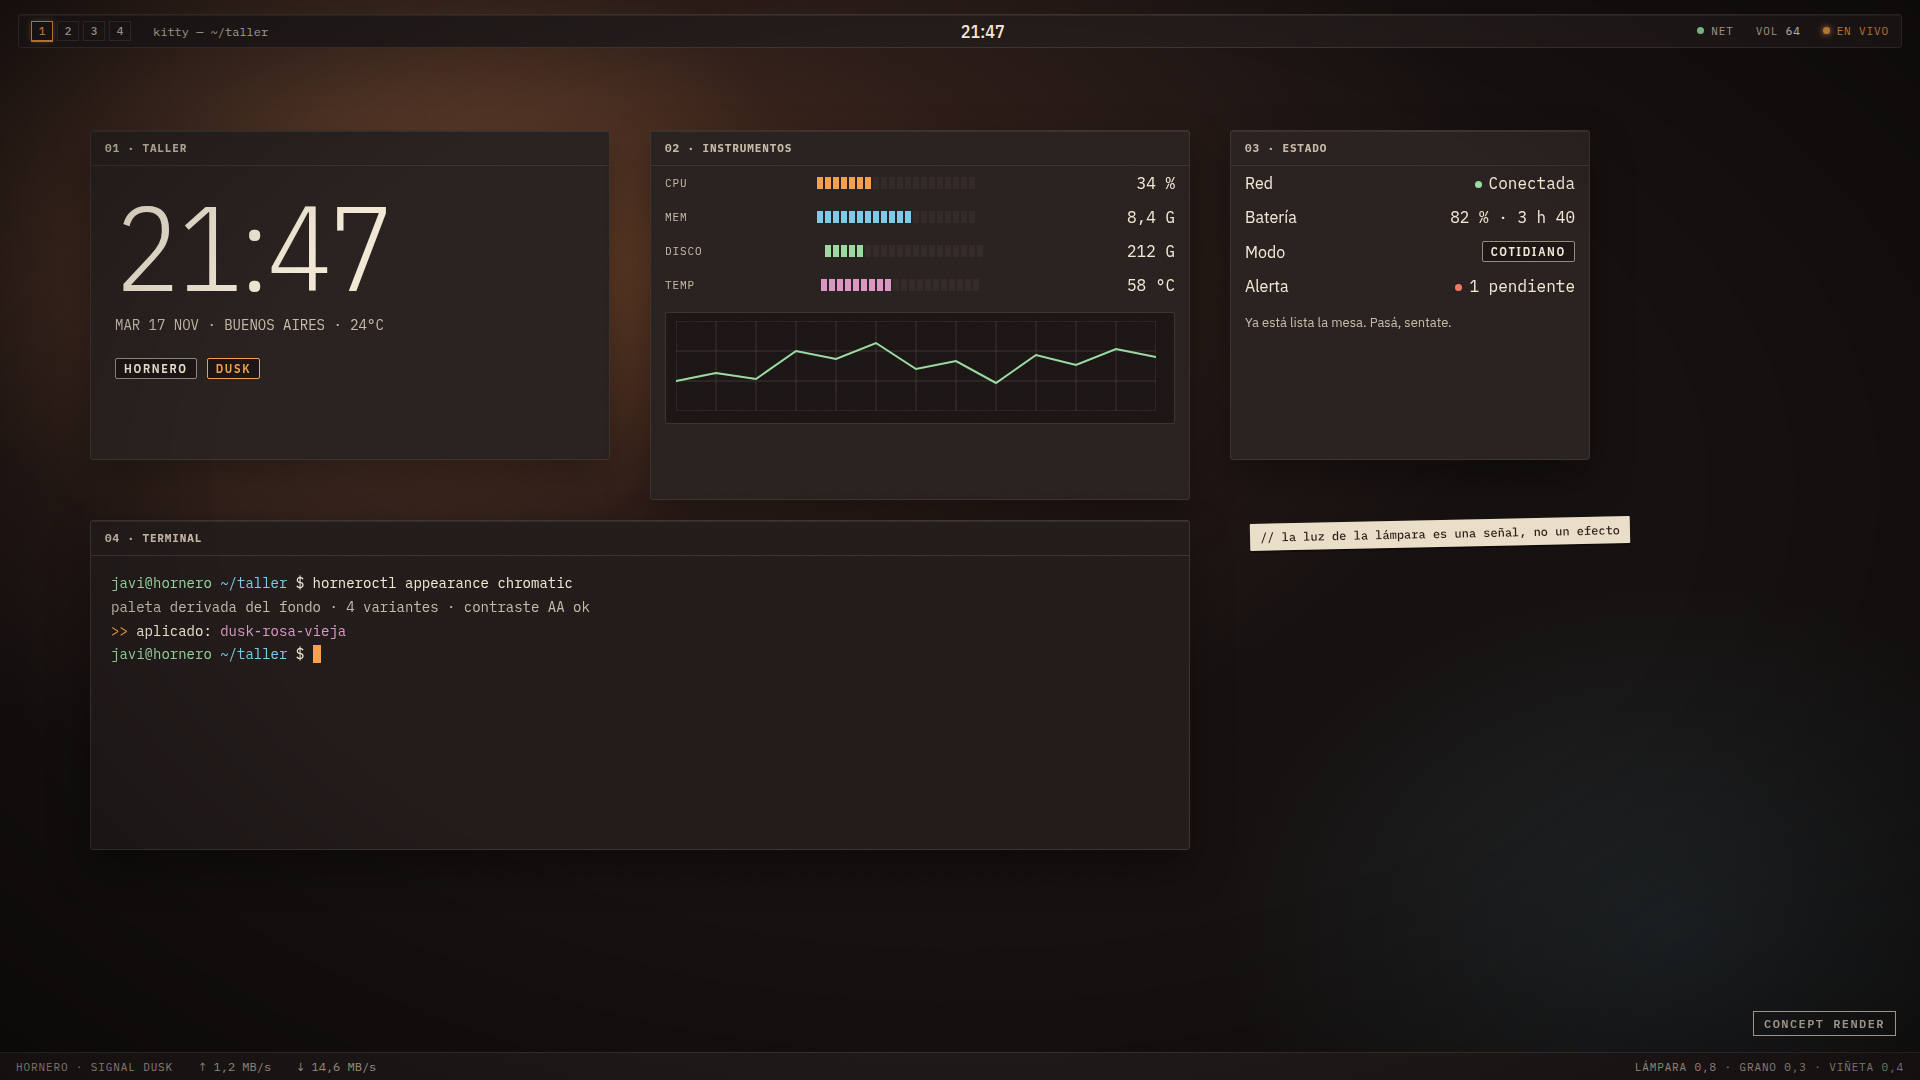 1 2 3 4 kitty — ~/taller
21:47
NET VOL 64 EN VIVO
01 · TALLER
21:47
MAR 17 NOV · BUENOS AIRES · 24°C
HORNERO DUSK
02 · INSTRUMENTOS
CPU 34 %
MEM 8,4 G
DISCO 212 G
TEMP 58 °C
03 · ESTADO
Red Conectada
Batería 82 % · 3 h 40
Modo COTIDIANO
Alerta 1 pendiente
Ya está lista la mesa. Pasá, sentate.
04 · TERMINAL
javi@hornero ~/taller $ horneroctl appearance chromatic
paleta derivada del fondo · 4 variantes · contraste AA ok
>> aplicado: dusk-rosa-vieja
javi@hornero ~/taller $
// la luz de la lámpara es una señal, no un efecto
CONCEPT RENDER
HORNERO · SIGNAL DUSK ↑ 1,2 MB/s ↓ 14,6 MB/s
LÁMPARA 0,8 · GRANO 0,3 · VIÑETA 0,4